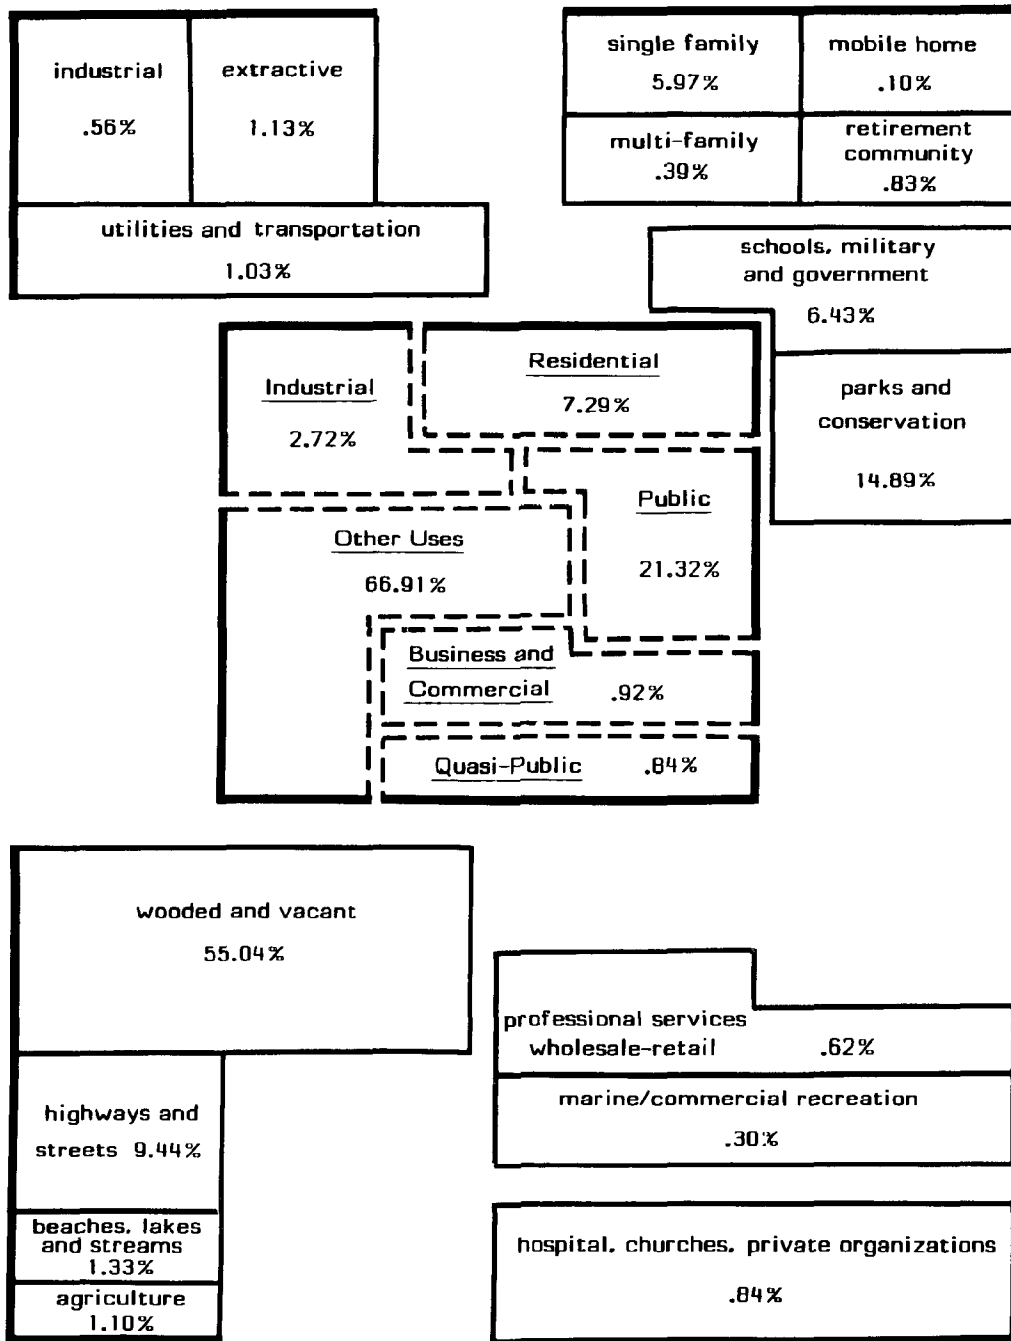 industrial
.56%
extractive
1.13%
utilities and transportation
1.03%
single family
5.97%
mobile home
.10%
multi-family
.39%
retirement
community
.83%
schools, military
and government
6.43%
parks and
conservation
14.89%
Industrial
2.72%
Residential
7.29%
Public
21.32%
Other Uses
66.91%
Business and
Commercial .92%
Quasi-Public .84%
wooded and vacant
55.04%
highways and
streets 9.44%
beaches, lakes
and streams
1.33%
agriculture
1.10%
professional services
wholesale-retail .62%
marine/commercial recreation
.30%
hospital, churches, private organizations
.84%